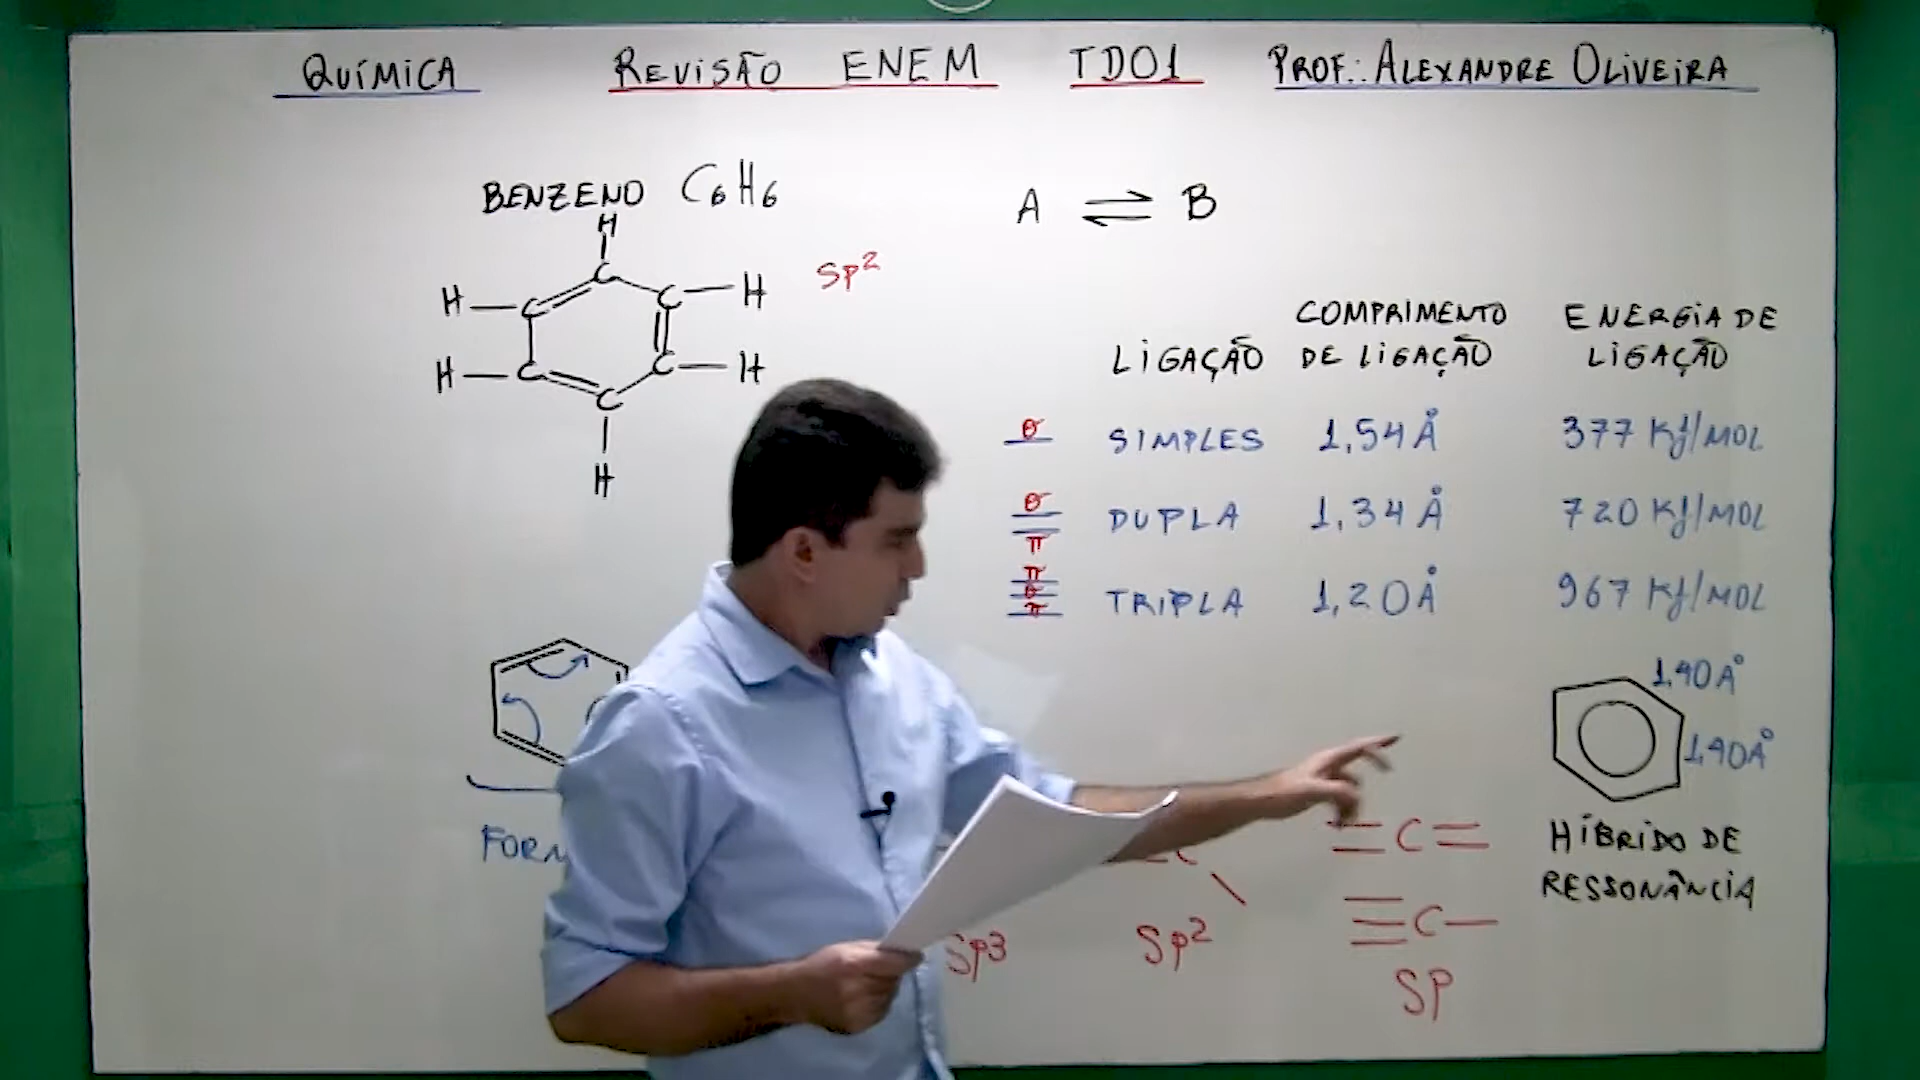 QUÍMICA REVISÃO ENEM TD01 PROF.: ALEXANDRE OLIVEIRA
BENZENO C6H6
H
C
H C C H
H C C H
C
H
sp²
A ⇌ B
LIGAÇÃO
COMPRIMENTO
DE LIGAÇÃO
ENERGIA DE
LIGAÇÃO
σ SIMPLES 1,54 Å 377 KJ/MOL
σ π DUPLA 1,34 Å 720 KJ/MOL
π σ π TRIPLA 1,20 Å 967 KJ/MOL
1,40 Å
1,40 Å
HÍBRIDO DE
RESSONÂNCIA
=C=
≡C–
C
Sp3
Sp²
SP